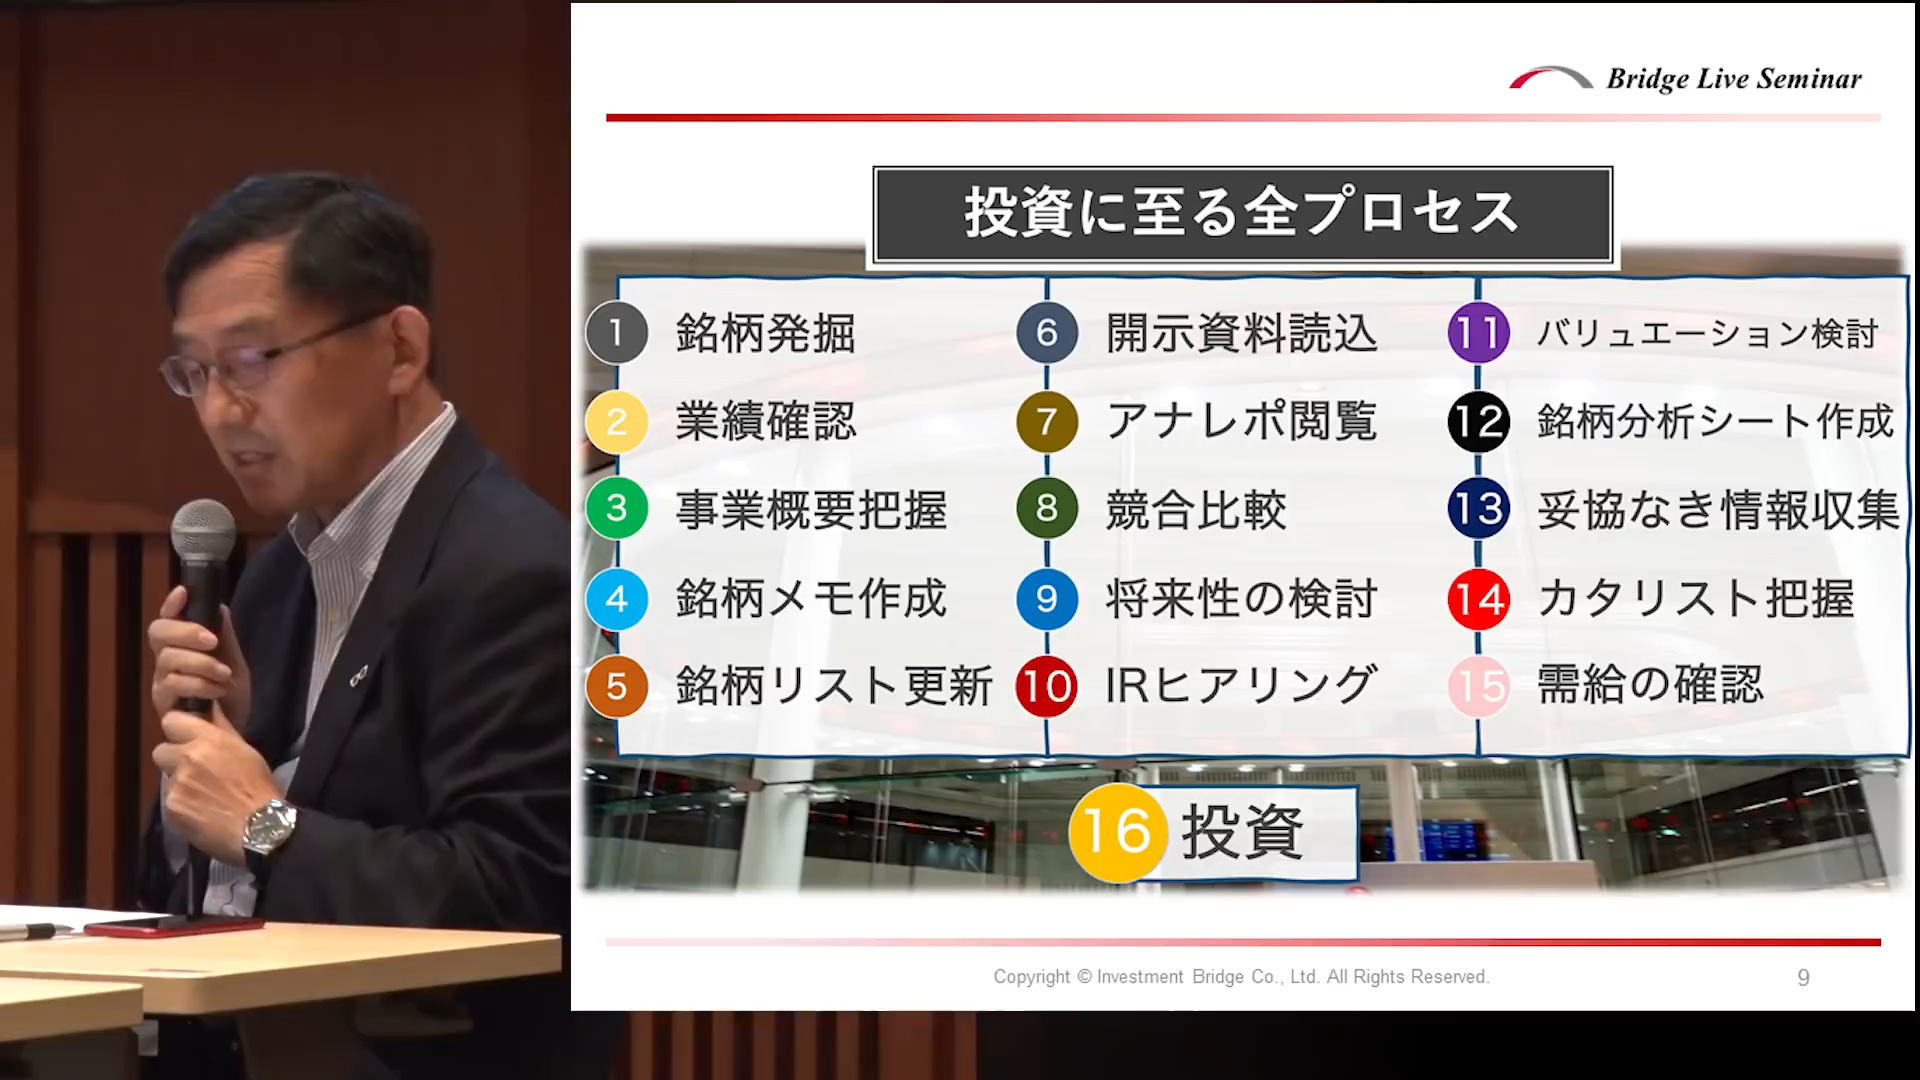 Bridge Live Seminar
投資に至る全プロセス
1 銘柄発掘
2 業績確認
3 事業概要把握
4 銘柄メモ作成
5 銘柄リスト更新
6 開示資料読込
7 アナレポ閲覧
8 競合比較
9 将来性の検討
10 IRヒアリング
11 バリュエーション検討
12 銘柄分析シート作成
13 妥協なき情報収集
14 カタリスト把握
15 需給の確認
16 投資
Copyright © Investment Bridge Co., Ltd. All Rights Reserved.
9